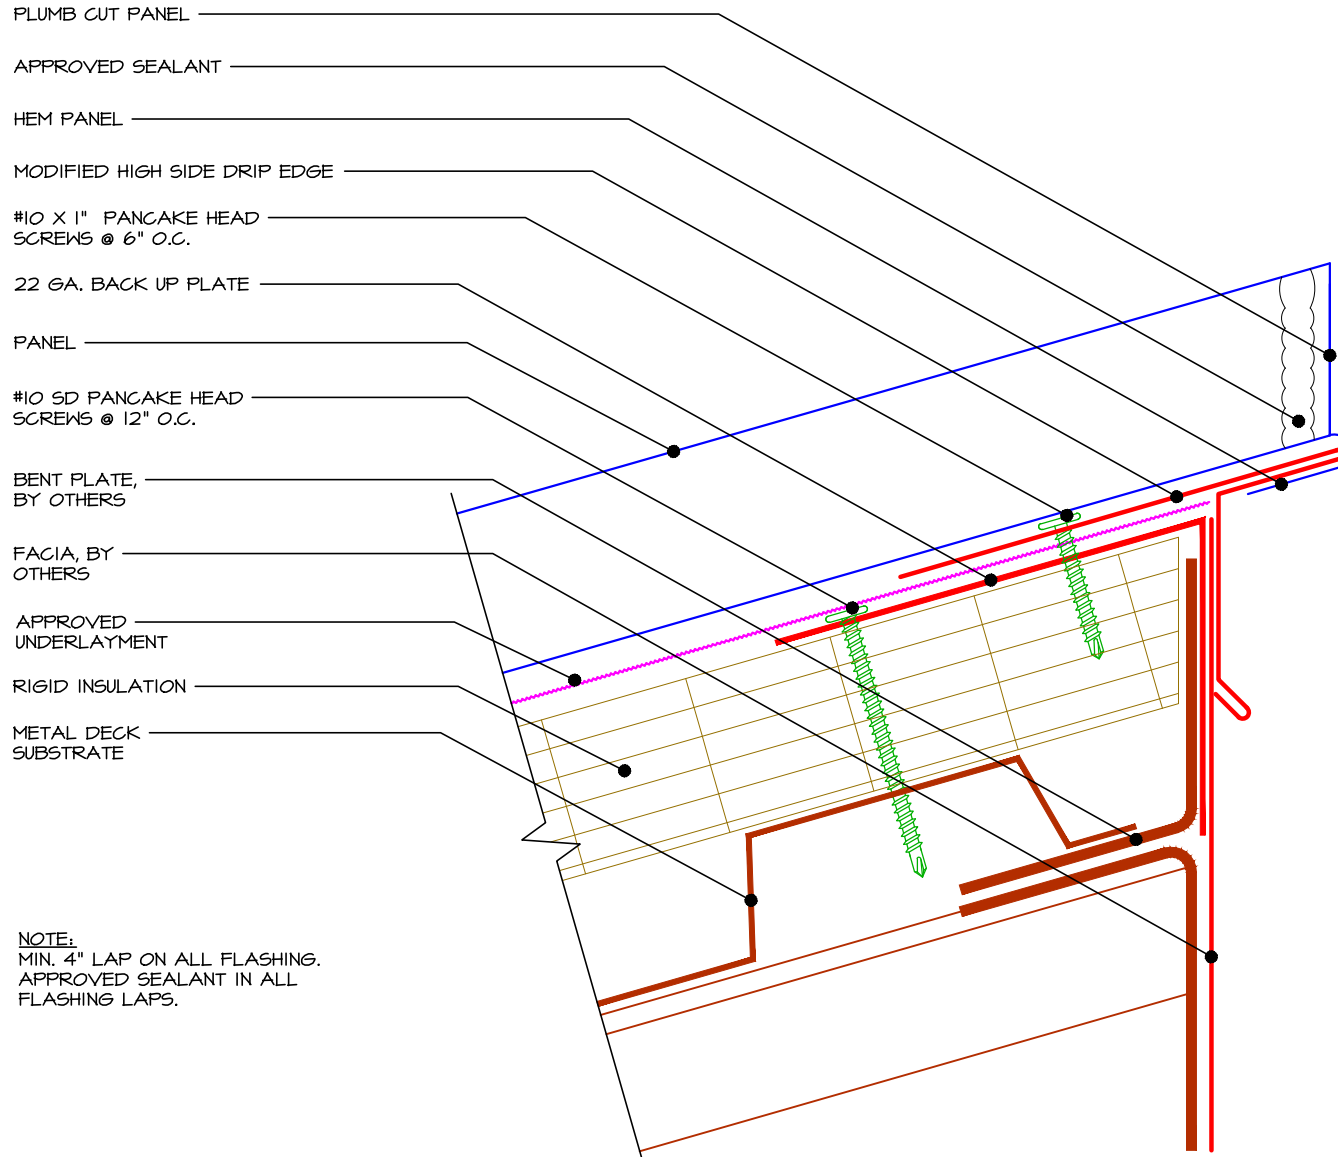 PLUMB CUT PANEL
APPROVED SEALANT
HEM PANEL
MODIFIED HIGH SIDE DRIP EDGE
#10 X 1" PANCAKE HEAD
SCREWS @ 6" O.C.
22 GA. BACK UP PLATE
PANEL
#10 SD PANCAKE HEAD
SCREWS @ 12" O.C.
BENT PLATE,
BY OTHERS
FACIA, BY
OTHERS
APPROVED
UNDERLAYMENT
RIGID INSULATION
METAL DECK
SUBSTRATE
NOTE:
MIN. 4" LAP ON ALL FLASHING.
APPROVED SEALANT IN ALL
FLASHING LAPS.